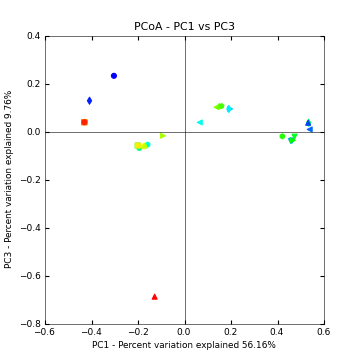 PCoA - PC1 vs PC3
0.4
0.2
0.0
−0.2
−0.4
−0.6
−0.8
PC3 - Percent variation explained 9.76%
−0.6 −0.4 −0.2 0.0 0.2 0.4 0.6
PC1 - Percent variation explained 56.16%